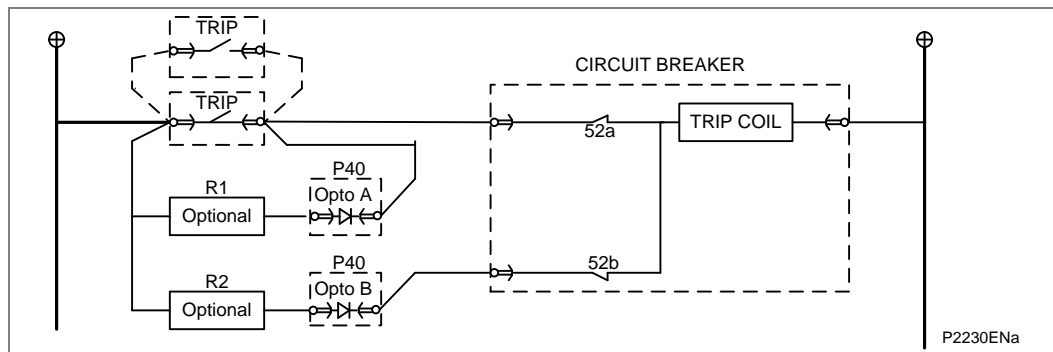 TRIP
CIRCUIT BREAKER
TRIP
52a
TRIP COIL
R1
Optional
P40
Opto A
R2
Optional
P40
Opto B
52b
P2230ENa